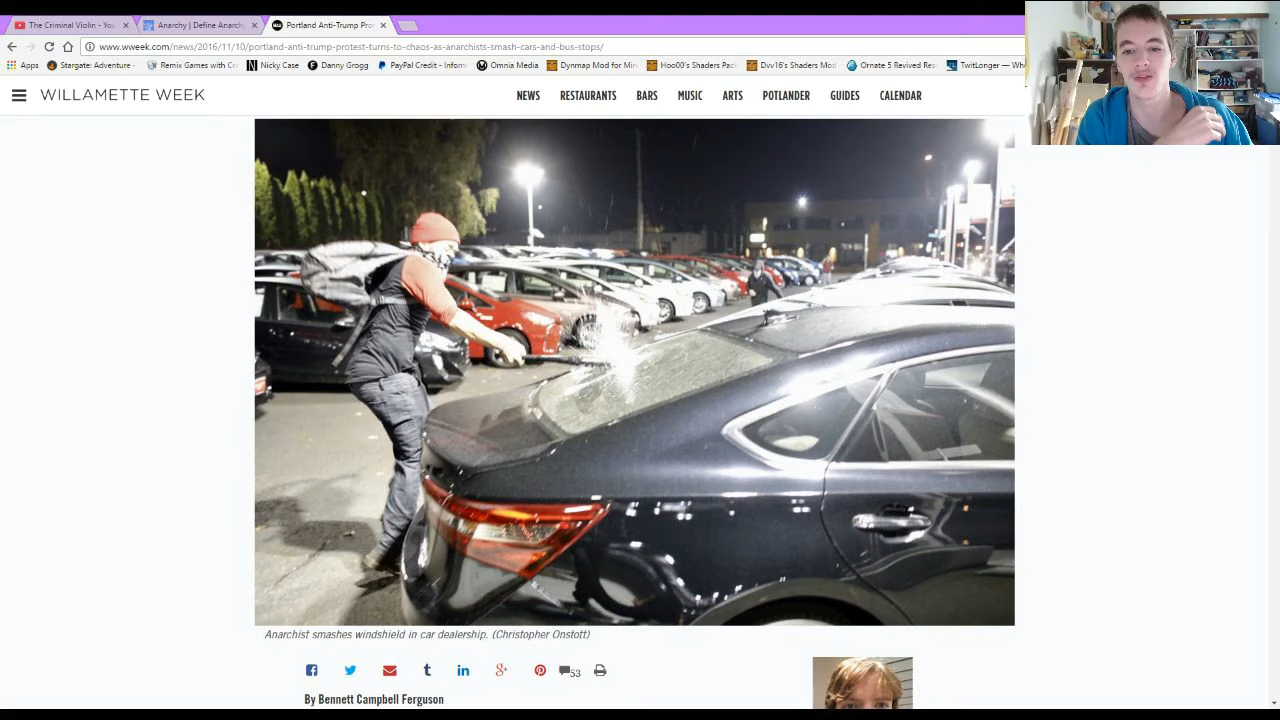 The Criminal Violin - You
Anarchy | Define Anarchy
Portland Anti-Trump Pro
www.wweek.com/news/2016/11/10/portland-anti-trump-protest-turns-to-chaos-as-anarchists-smash-cars-and-bus-stops/
Apps Stargate: Adventure Remix Games with Cr Nicky Case Danny Grogg PayPal Credit - Inform Omnia Media Dynmap Mod for Min Hoo00's Shaders Pack Dvv16's Shaders Mod Ornate 5 Revived Res TwitLonger — Wh
WILLAMETTE WEEK
NEWS RESTAURANTS BARS MUSIC ARTS POTLANDER GUIDES CALENDAR
Anarchist smashes windshield in car dealership. (Christopher Onstott)
53
By Bennett Campbell Ferguson